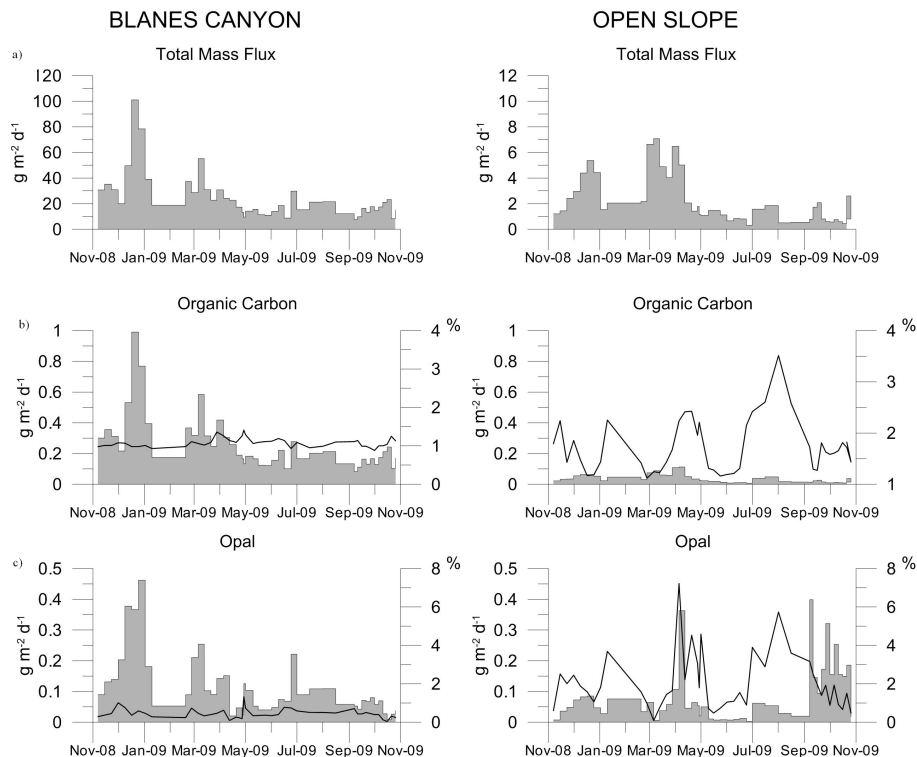 BLANES CANYON
OPEN SLOPE
a)
Total Mass Flux
Total Mass Flux
120
100
80
60
40
20
0
g m-2 d-1
Nov-08 Jan-09 Mar-09 May-09 Jul-09 Sep-09 Nov-09
12
10
8
6
4
2
0
g m-2 d-1
Nov-08 Jan-09 Mar-09 May-09 Jul-09 Sep-09 Nov-09
b)
Organic Carbon
Organic Carbon
1
0.8
0.6
0.4
0.2
0
g m-2 d-1
4
3
2
1
0
%
Nov-08 Jan-09 Mar-09 May-09 Jul-09 Sep-09 Nov-09
1
0.8
0.6
0.4
0.2
0
g m-2 d-1
4
3
2
1
%
Nov-08 Jan-09 Mar-09 May-09 Jul-09 Sep-09 Nov-09
c)
Opal
Opal
0.5
0.4
0.3
0.2
0.1
0
g m-2 d-1
8
6
4
2
0
%
Nov-08 Jan-09 Mar-09 May-09 Jul-09 Sep-09 Nov-09
0.5
0.4
0.3
0.2
0.1
0
g m-2 d-1
8
6
4
2
0
%
Nov-08 Jan-09 Mar-09 May-09 Jul-09 Sep-09 Nov-09